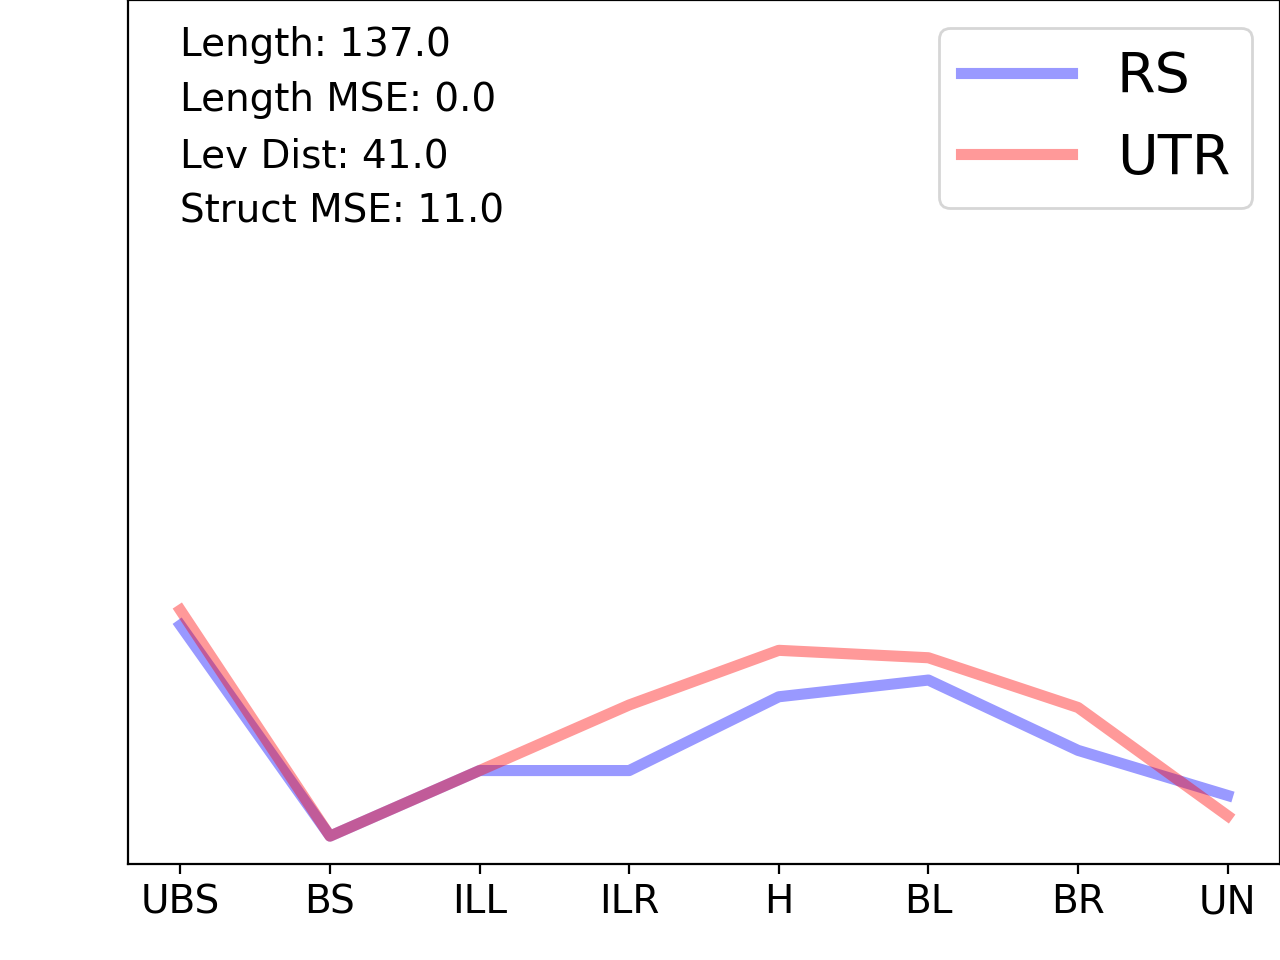 Length: 137.0
Length MSE: 0.0
Lev Dist: 41.0
Struct MSE: 11.0
RS
UTR
UBS BS ILL ILR H BL BR UN